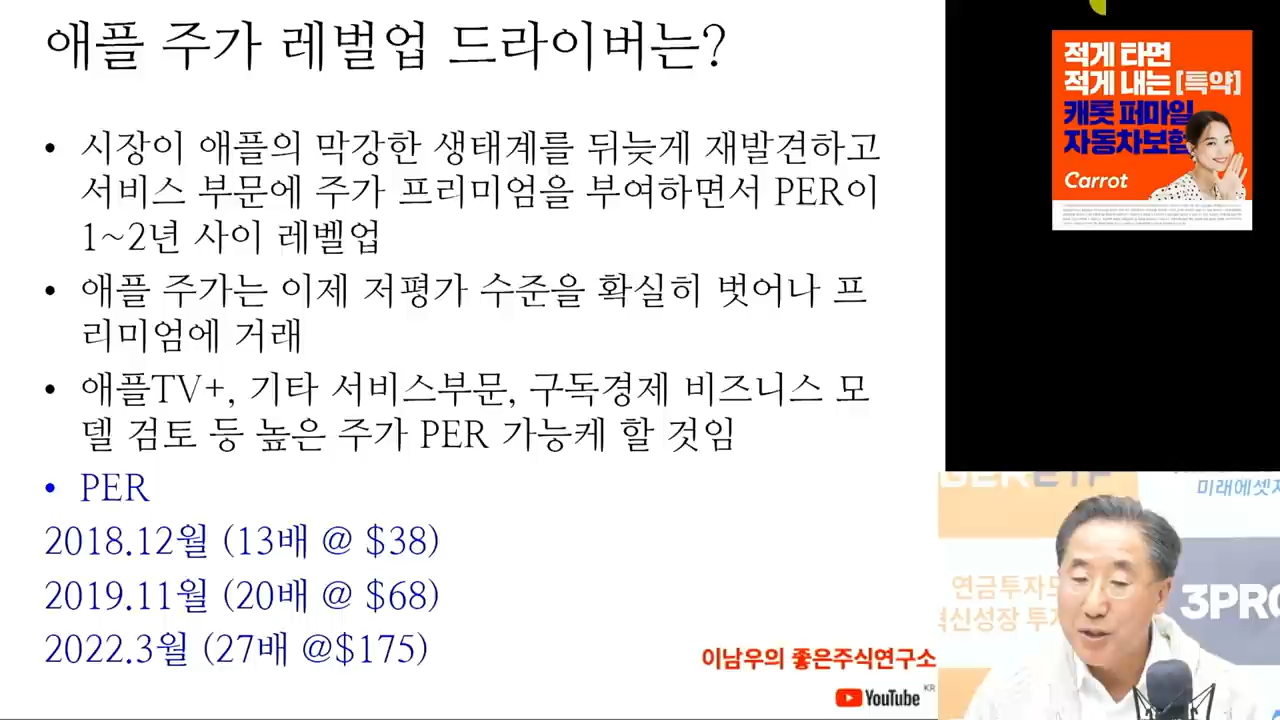 애플 주가 레벌업 드라이버는?
• 시장이 애플의 막강한 생태계를 뒤늦게 재발견하고
서비스 부문에 주가 프리미엄을 부여하면서 PER이
1~2년 사이 레벨업
• 애플 주가는 이제 저평가 수준을 확실히 벗어나 프
리미엄에 거래
• 애플TV+, 기타 서비스부문, 구독경제 비즈니스 모
델 검토 등 높은 주가 PER 가능케 할 것임
• PER
2018.12월 (13배 @ $38)
2019.11월 (20배 @ $68)
2022.3월 (27배 @$175)
이남우의 좋은주식연구소
YouTube KR
적게 타면
적게 내는 [특약]
캐롯 퍼마일
자동차보험
Carrot
미래에셋자
연금투자
혁신성장 투자
3PRO